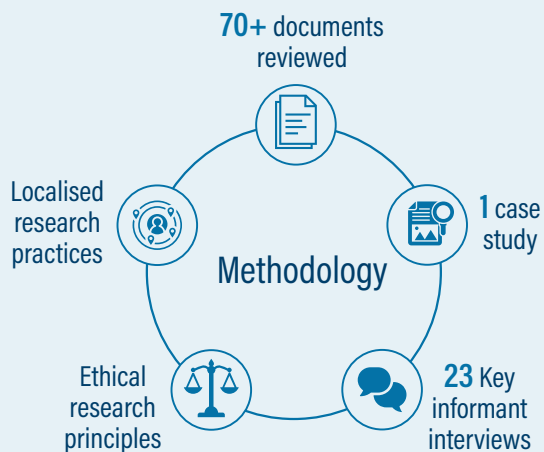 70+ documents
reviewed
Localised
research
practices
1 case
study
Methodology
Ethical
research
principles
23 Key
informant
interviews